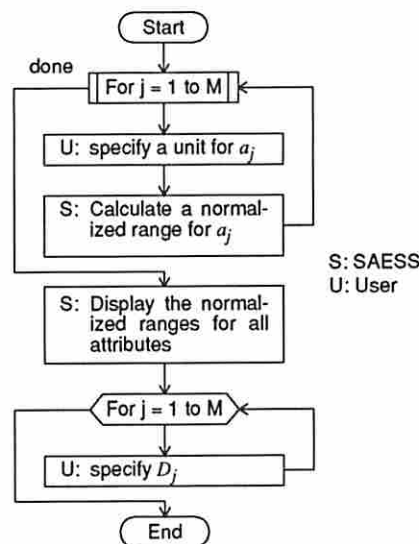 Start
done
For j = 1 to M
U: specify a unit for a_j
S: Calculate a normal-
ized range for a_j
S: SAESS
U: User
S: Display the normal-
ized ranges for all
attributes
For j = 1 to M
U: specify D_j
End